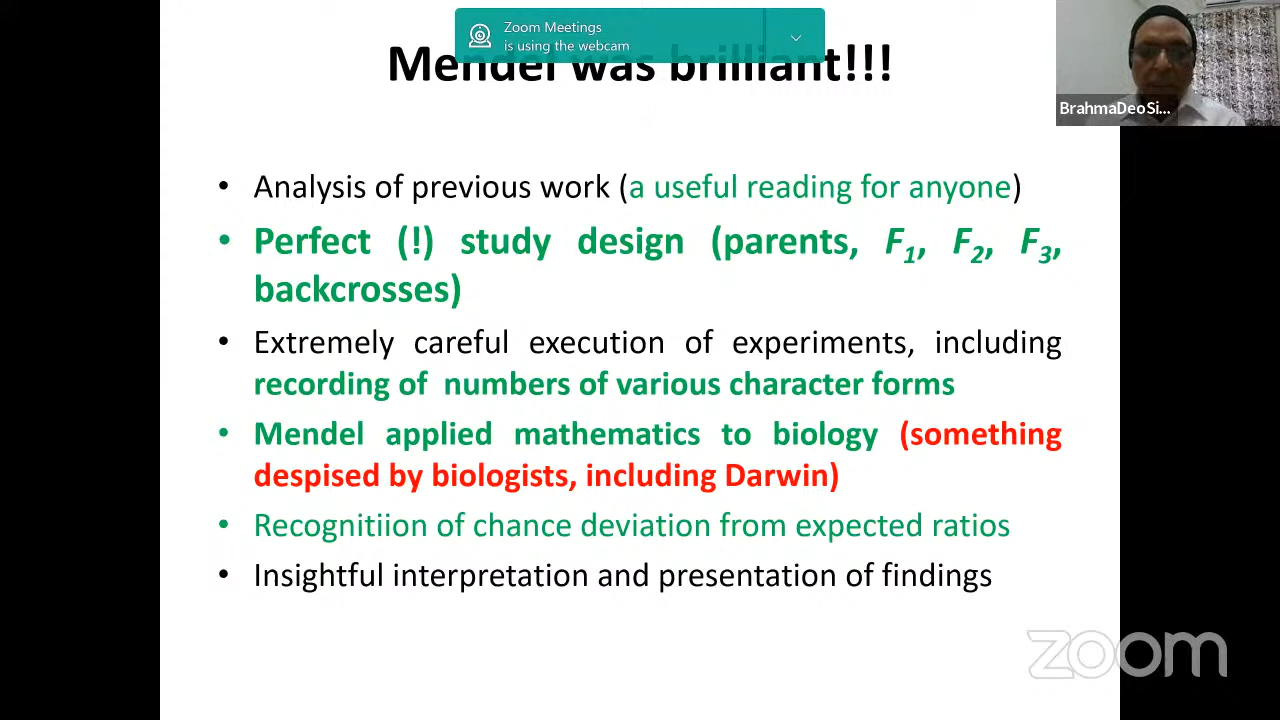 Zoom Meetings
is using the webcam
Mendel was brilliant!!!
BrahmaDeoSi...
• Analysis of previous work (a useful reading for anyone)
• Perfect (!) study design (parents, F1, F2, F3,
backcrosses)
• Extremely careful execution of experiments, including
recording of numbers of various character forms
• Mendel applied mathematics to biology (something
despised by biologists, including Darwin)
• Recognitiion of chance deviation from expected ratios
• Insightful interpretation and presentation of findings
zoom